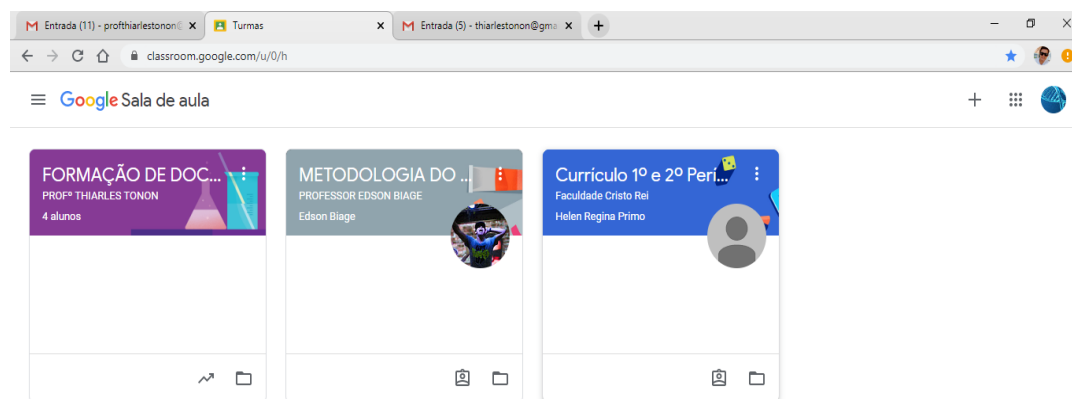 Entrada (11) - profthiarlestonon@
Turmas
Entrada (5) - thiarlestonon@gma
classroom.google.com/u/0/h
Google Sala de aula
FORMAÇÃO DE DOC...
PROFº THIARLES TONON
4 alunos
METODOLOGIA DO ...
PROFESSOR EDSON BIAGE
Edson Biage
Currículo 1º e 2º Perí...
Faculdade Cristo Rei
Helen Regina Primo